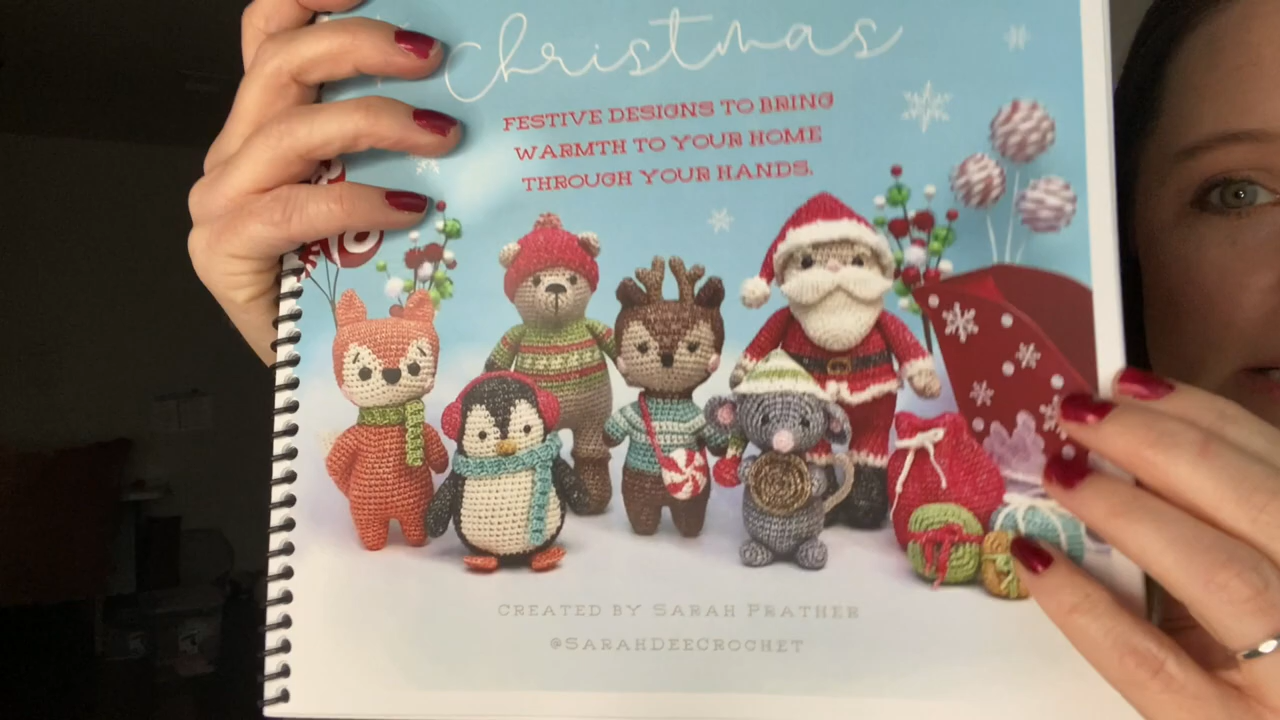 Christmas
FESTIVE DESIGNS TO BRING
WARMTH TO YOUR HOME
THROUGH YOUR HANDS.
CREATED BY SARAH PRATHER
@SARAHDEECROCHET